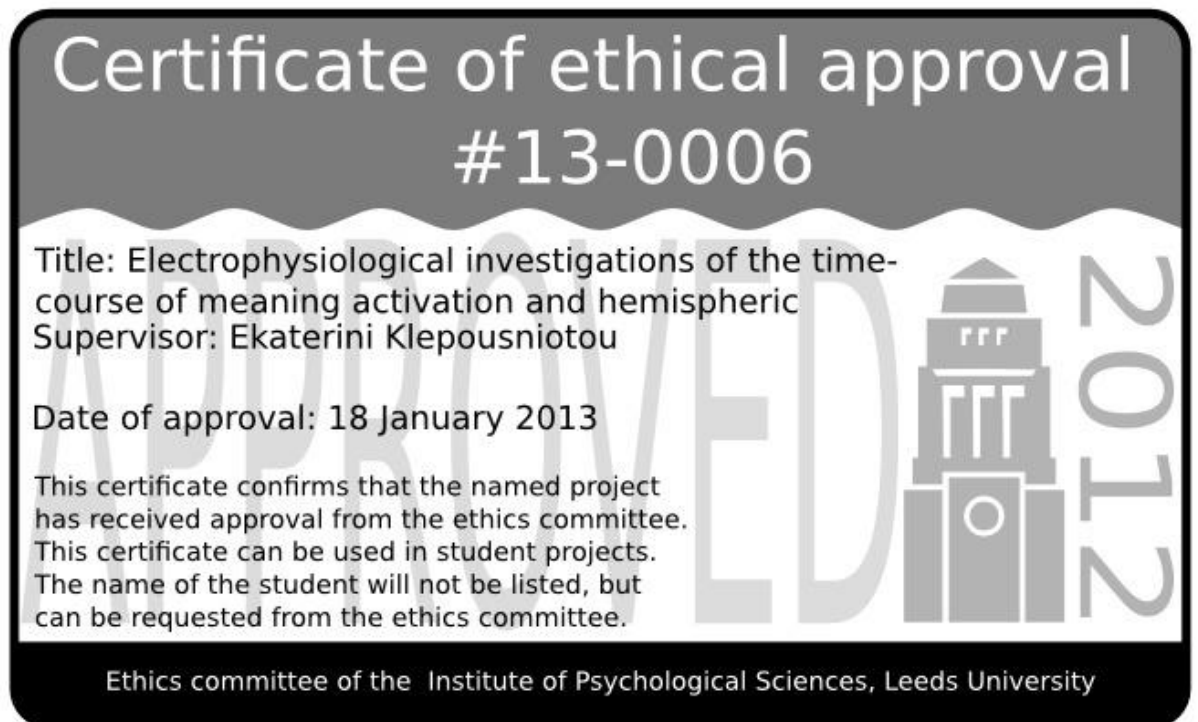 Certificate of ethical approval
#13-0006
Title: Electrophysiological investigations of the time-
course of meaning activation and hemispheric
Supervisor: Ekaterini Klepousniotou
Date of approval: 18 January 2013
This certificate confirms that the named project
has received approval from the ethics committee.
This certificate can be used in student projects.
The name of the student will not be listed, but
can be requested from the ethics committee.
APPROVED
2012
Ethics committee of the  Institute of Psychological Sciences, Leeds University